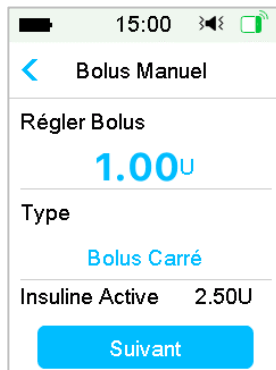 15:00
Bolus Manuel
Régler Bolus
1.00U
Type
Bolus Carré
Insuline Active 2.50U
Suivant